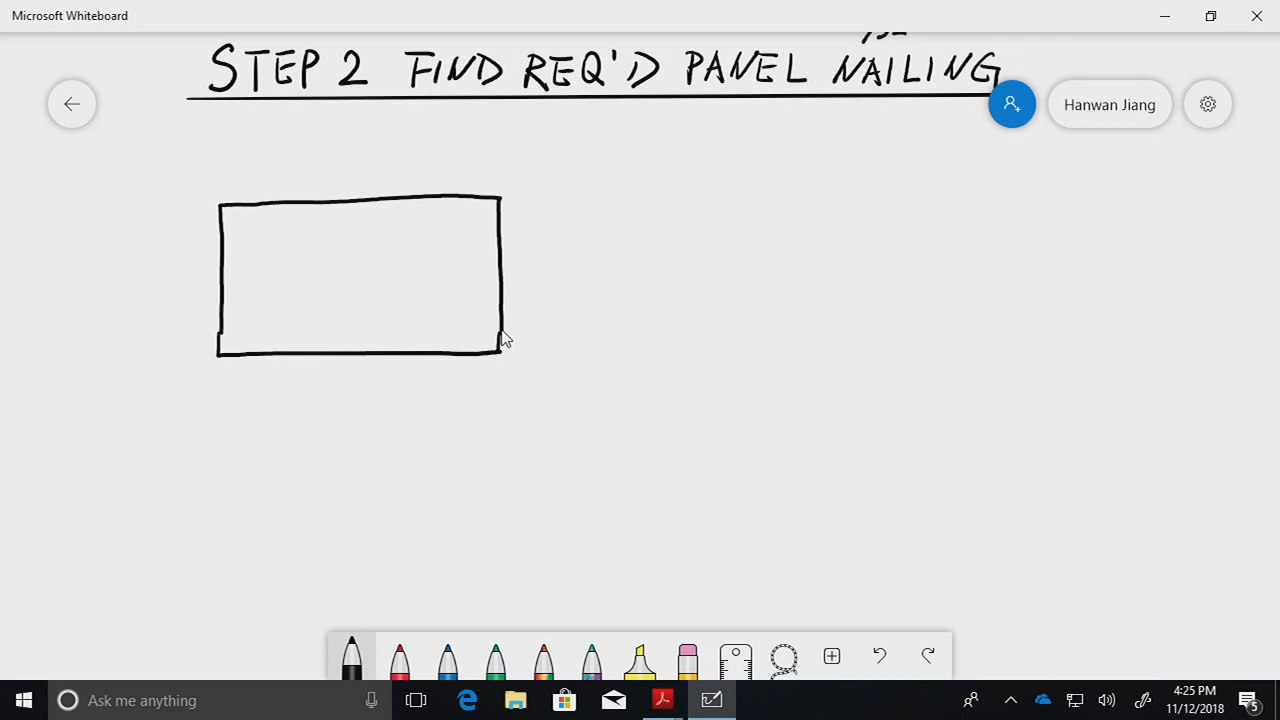 Microsoft Whiteboard
STEP 2 FIND REQ'D PANEL NAILING
Hanwan Jiang
Ask me anything
4:25 PM
11/12/2018
5